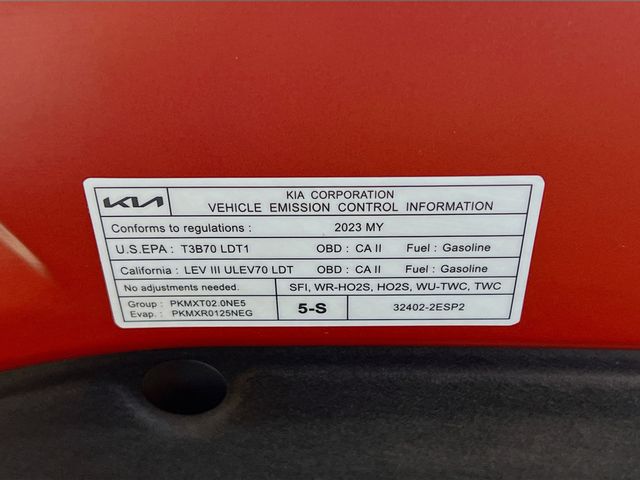 KIA
KIA CORPORATION
VEHICLE EMISSION CONTROL INFORMATION
Conforms to regulations : 2023 MY
U.S.EPA : T3B70 LDT1 OBD : CA II Fuel : Gasoline
California : LEV III ULEV70 LDT OBD : CA II Fuel : Gasoline
No adjustments needed. SFI, WR-HO2S, HO2S, WU-TWC, TWC
Group : PKMXT02.0NE5
Evap. : PKMXR0125NEG
5-S
32402-2ESP2